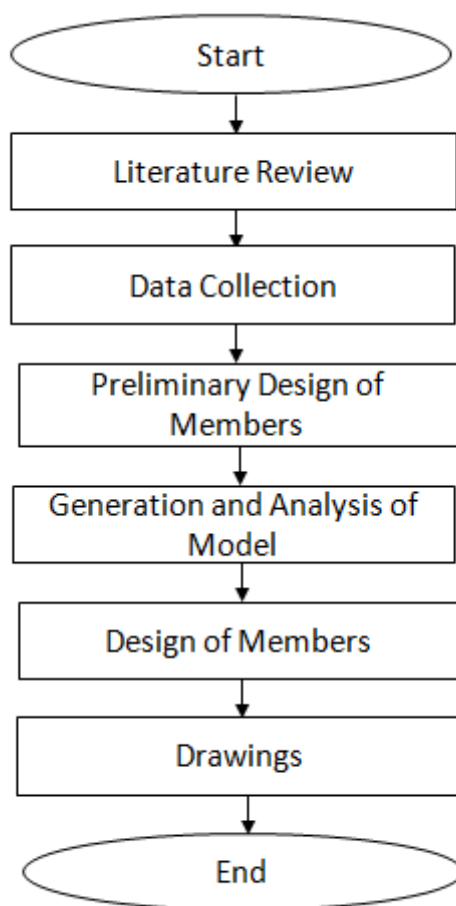 Start
Literature Review
Data Collection
Preliminary Design of
Members
Generation and Analysis of
Model
Design of Members
Drawings
End